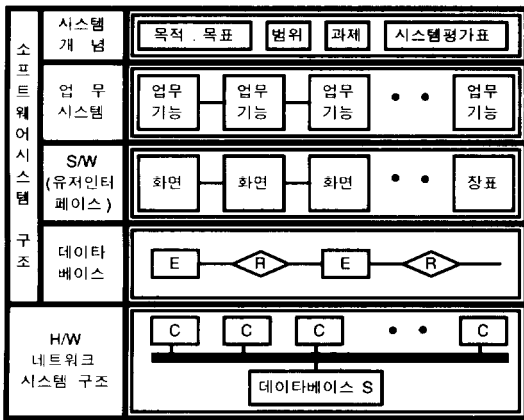 소프트웨어시스템 구조
시스템
개 념
목적 . 목표
범위
과제
시스템평가표
업 무
시스템
업무
기능
업무
기능
업무
기능
업무
기능
S/W
(유저인터
페이스)
화면
화면
화면
장표
데이타
베이스
E
R
E
R
H/W
네트워크
시스템 구조
C
C
C
C
데이타베이스 S